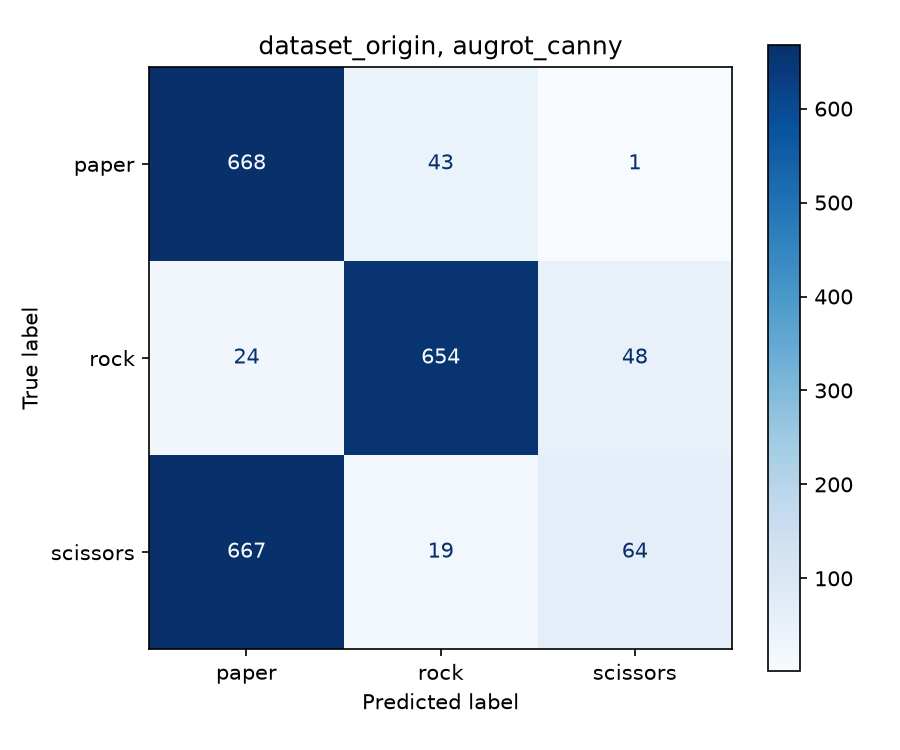 dataset_origin, augrot_canny
True label
paper
rock
scissors
668
43
1
24
654
48
667
19
64
paper
rock
scissors
Predicted label
600
500
400
300
200
100